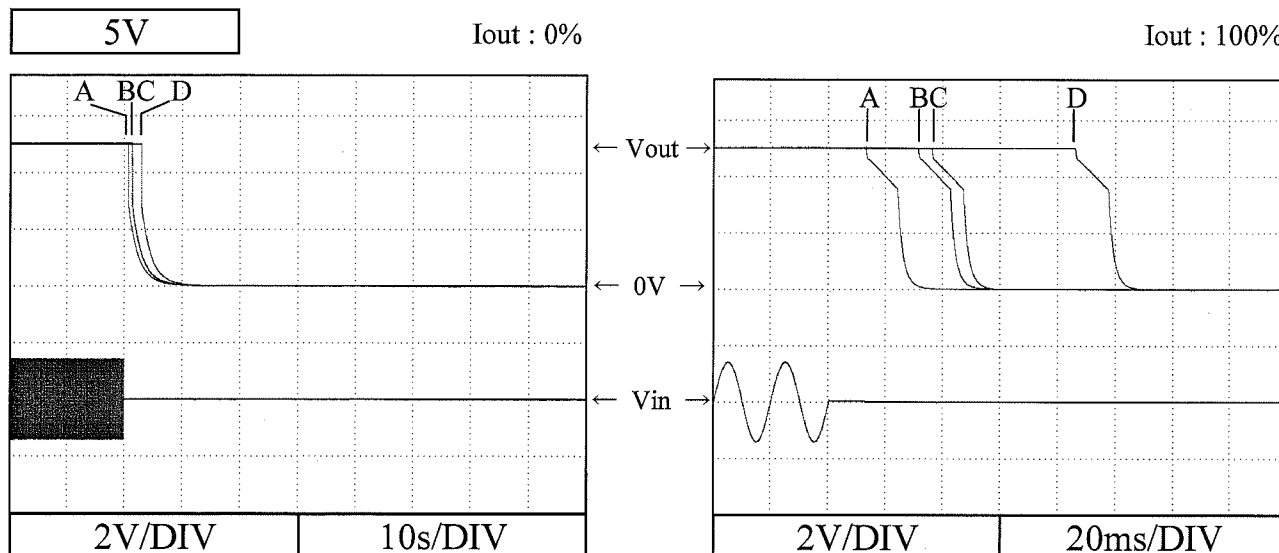 5V
Iout : 0%
Iout : 100%
A BC D
A BC D
← Vout →
← 0V →
← Vin →
2V/DIV 10s/DIV
2V/DIV 20ms/DIV